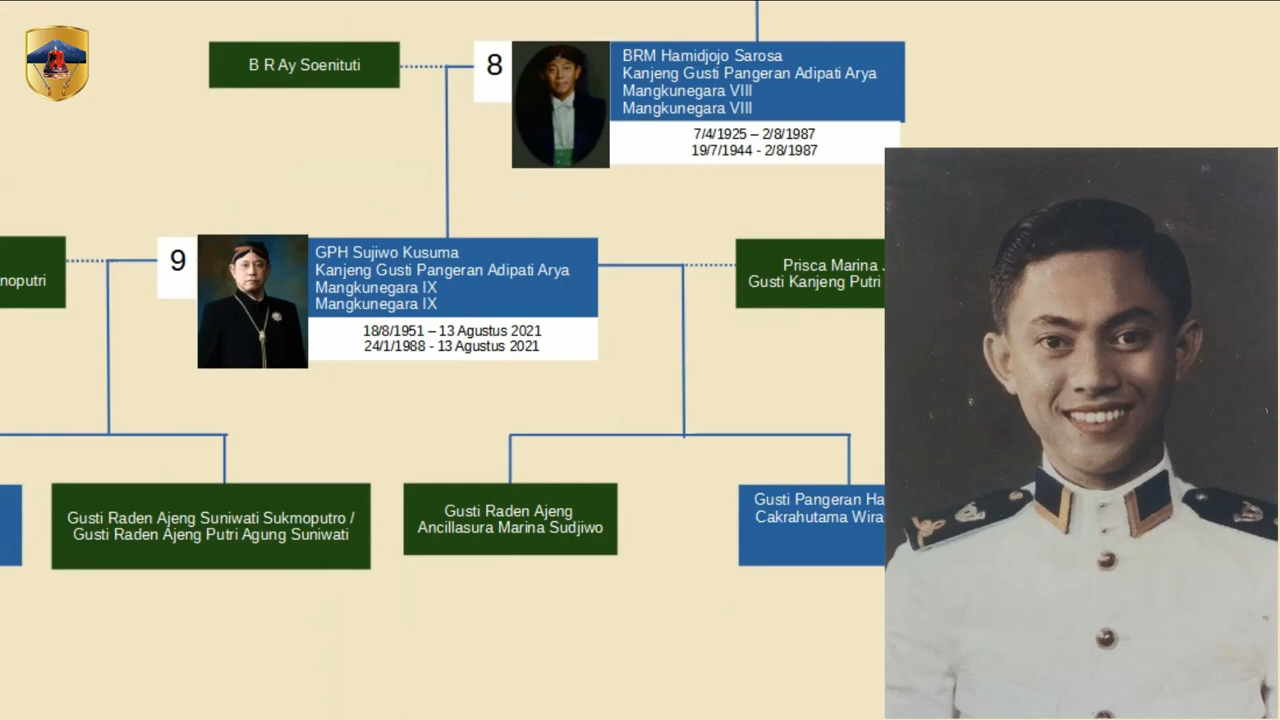 B R Ay Soenituti
8
BRM Hamidjojo Sarosa
Kanjeng Gusti Pangeran Adipati Arya
Mangkunegara VIII
Mangkunegara VIII
7/4/1925 – 2/8/1987
19/7/1944 - 2/8/1987
noputri
9
GPH Sujiwo Kusuma
Kanjeng Gusti Pangeran Adipati Arya
Mangkunegara IX
Mangkunegara IX
18/8/1951 – 13 Agustus 2021
24/1/1988 - 13 Agustus 2021
Prisca Marina
Gusti Kanjeng Putri
Gusti Raden Ajeng Suniwati Sukmoputro /
Gusti Raden Ajeng Putri Agung Suniwati
Gusti Raden Ajeng
Ancillasura Marina Sudjiwo
Gusti Pangeran Ha
Cakrahutama Wira